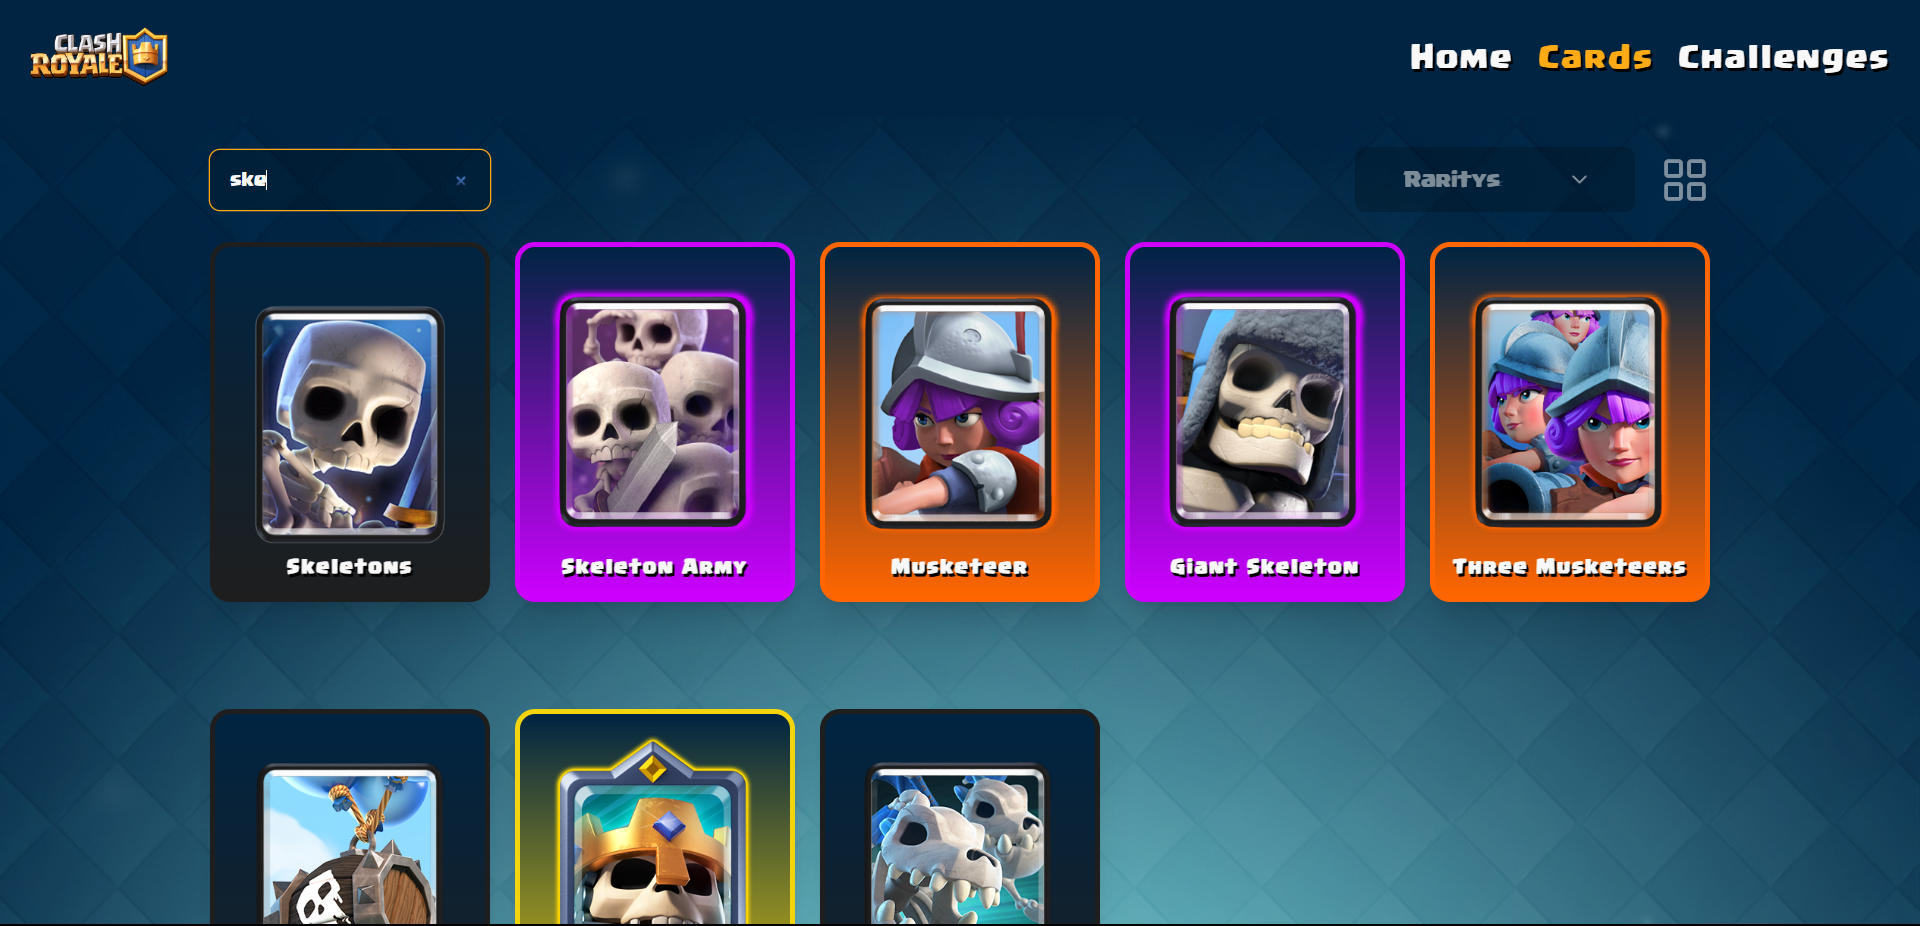 CLASH
ROYALE
Home Cards Challenges
ske
Raritys
Skeletons
Skeleton Army
Musketeer
Giant Skeleton
Three Musketeers